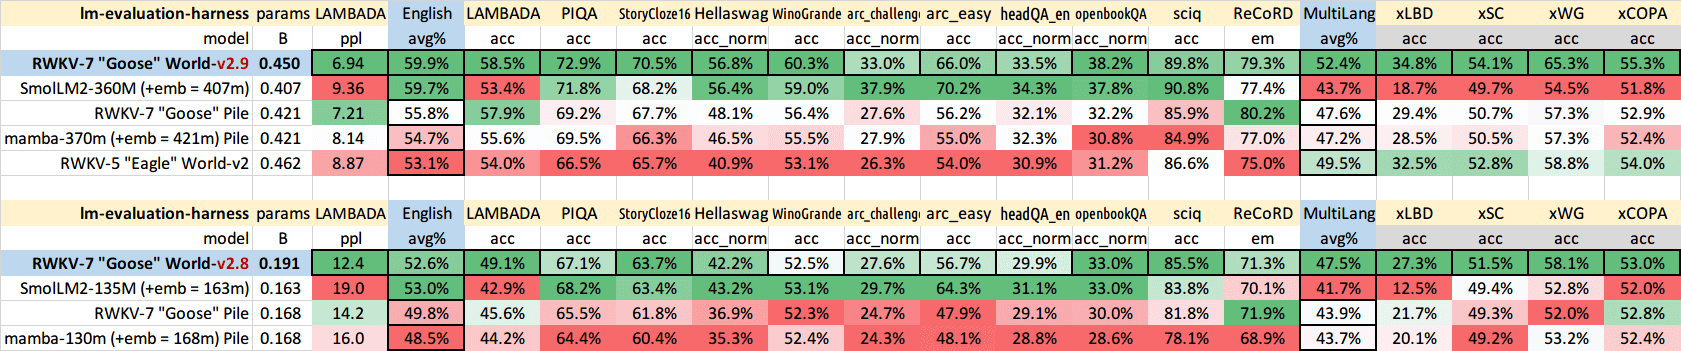 lm-evaluation-harness params LAMBADA English LAMBADA PIQA StoryCloze16 Hellaswag WinoGrande arc_challenge arc_easy headQA_en openbookQA sciq ReCoRD MultiLang xLBD xSC xWG xCOPA
model B ppl avg% acc acc acc acc_norm acc acc_norm acc acc_norm acc_norm acc em avg% acc acc acc acc
RWKV-7 "Goose" World-v2.9 0.450 6.94 59.9% 58.5% 72.9% 70.5% 56.8% 60.3% 33.0% 66.0% 33.5% 38.2% 89.8% 79.3% 52.4% 34.8% 54.1% 65.3% 55.3%
SmolLM2-360M (+emb = 407m) 0.407 9.36 59.7% 53.4% 71.8% 68.2% 56.4% 59.0% 37.9% 70.2% 34.3% 37.8% 90.8% 77.4% 43.7% 18.7% 49.7% 54.5% 51.8%
RWKV-7 "Goose" Pile 0.421 7.21 55.8% 57.9% 69.2% 67.7% 48.1% 56.4% 27.6% 56.2% 32.1% 32.2% 85.9% 80.2% 47.6% 29.4% 50.7% 57.3% 52.9%
mamba-370m (+emb = 421m) Pile 0.421 8.14 54.7% 55.6% 69.5% 66.3% 46.5% 55.5% 27.9% 55.0% 32.3% 30.8% 84.9% 77.0% 47.2% 28.5% 50.5% 57.3% 52.4%
RWKV-5 "Eagle" World-v2 0.462 8.87 53.1% 54.0% 66.5% 65.7% 40.9% 53.1% 26.3% 54.0% 30.9% 31.2% 86.6% 75.0% 49.5% 32.5% 52.8% 58.8% 54.0%
lm-evaluation-harness params LAMBADA English LAMBADA PIQA StoryCloze16 Hellaswag WinoGrande arc_challenge arc_easy headQA_en openbookQA sciq ReCoRD MultiLang xLBD xSC xWG xCOPA
model B ppl avg% acc acc acc acc_norm acc acc_norm acc acc_norm acc_norm acc em avg% acc acc acc acc
RWKV-7 "Goose" World-v2.8 0.191 12.4 52.6% 49.1% 67.1% 63.7% 42.2% 52.5% 27.6% 56.7% 29.9% 33.0% 85.5% 71.3% 47.5% 27.3% 51.5% 58.1% 53.0%
SmolLM2-135M (+emb = 163m) 0.163 19.0 53.0% 42.9% 68.2% 63.4% 43.2% 53.1% 29.7% 64.3% 31.1% 33.0% 83.8% 70.1% 41.7% 12.5% 49.4% 52.8% 52.0%
RWKV-7 "Goose" Pile 0.168 14.2 49.8% 45.6% 65.5% 61.8% 36.9% 52.3% 24.7% 47.9% 29.1% 30.0% 81.8% 71.9% 43.9% 21.7% 49.3% 52.0% 52.8%
mamba-130m (+emb = 168m) Pile 0.168 16.0 48.5% 44.2% 64.4% 60.4% 35.3% 52.4% 24.3% 48.1% 28.8% 28.6% 78.1% 68.9% 43.7% 20.1% 49.2% 53.2% 52.4%